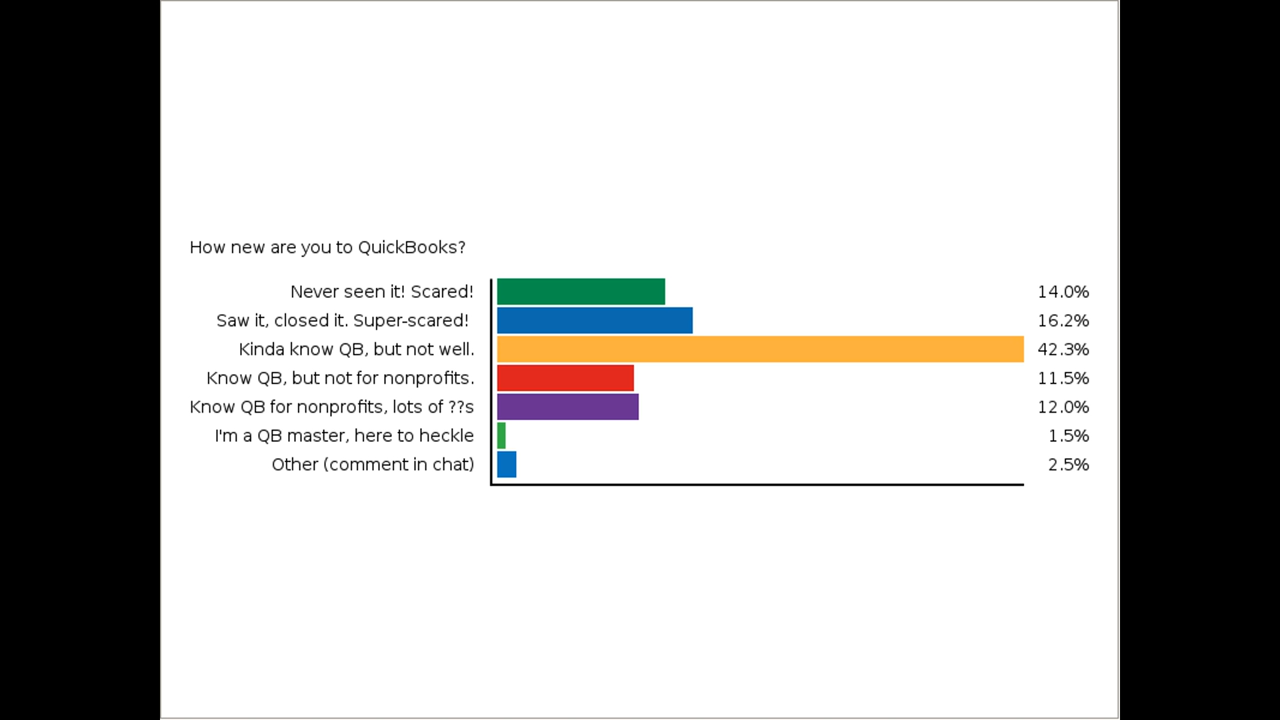 How new are you to QuickBooks?
Never seen it! Scared! 14.0%
Saw it, closed it. Super-scared! 16.2%
Kinda know QB, but not well. 42.3%
Know QB, but not for nonprofits. 11.5%
Know QB for nonprofits, lots of ??s 12.0%
I'm a QB master, here to heckle 1.5%
Other (comment in chat) 2.5%